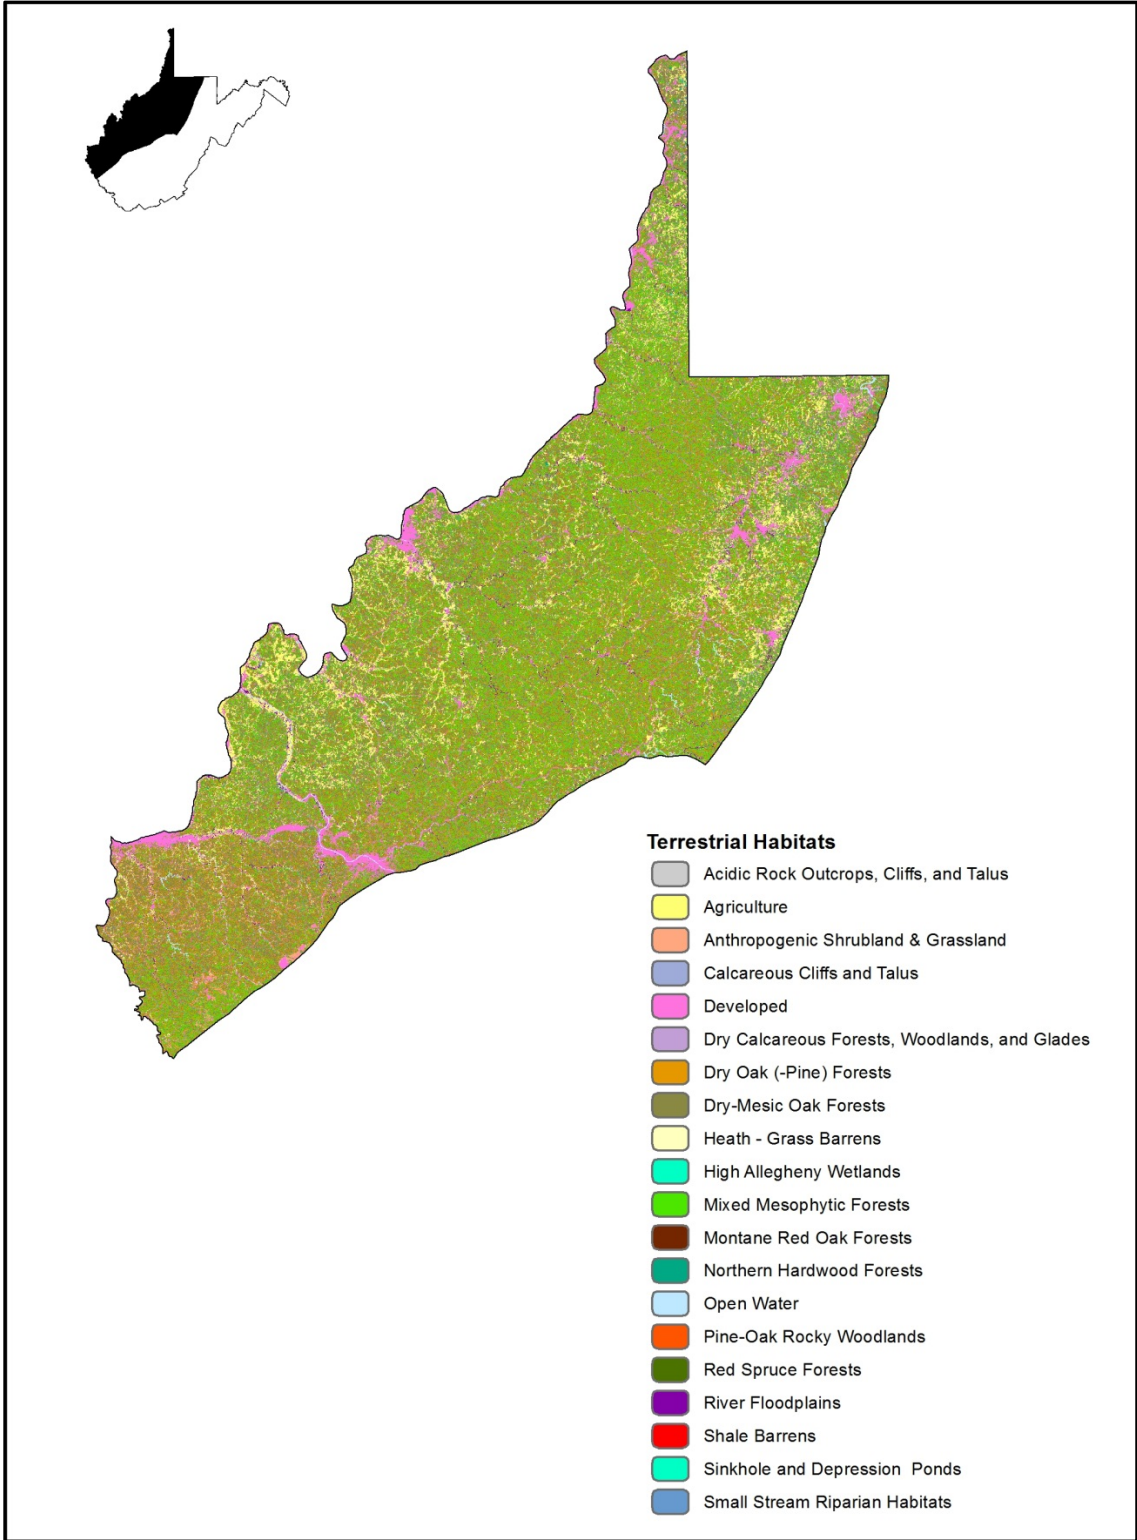 Terrestrial Habitats
Acidic Rock Outcrops, Cliffs, and Talus
Agriculture
Anthropogenic Shrubland & Grassland
Calcareous Cliffs and Talus
Developed
Dry Calcareous Forests, Woodlands, and Glades
Dry Oak (-Pine) Forests
Dry-Mesic Oak Forests
Heath - Grass Barrens
High Allegheny Wetlands
Mixed Mesophytic Forests
Montane Red Oak Forests
Northern Hardwood Forests
Open Water
Pine-Oak Rocky Woodlands
Red Spruce Forests
River Floodplains
Shale Barrens
Sinkhole and Depression  Ponds
Small Stream Riparian Habitats